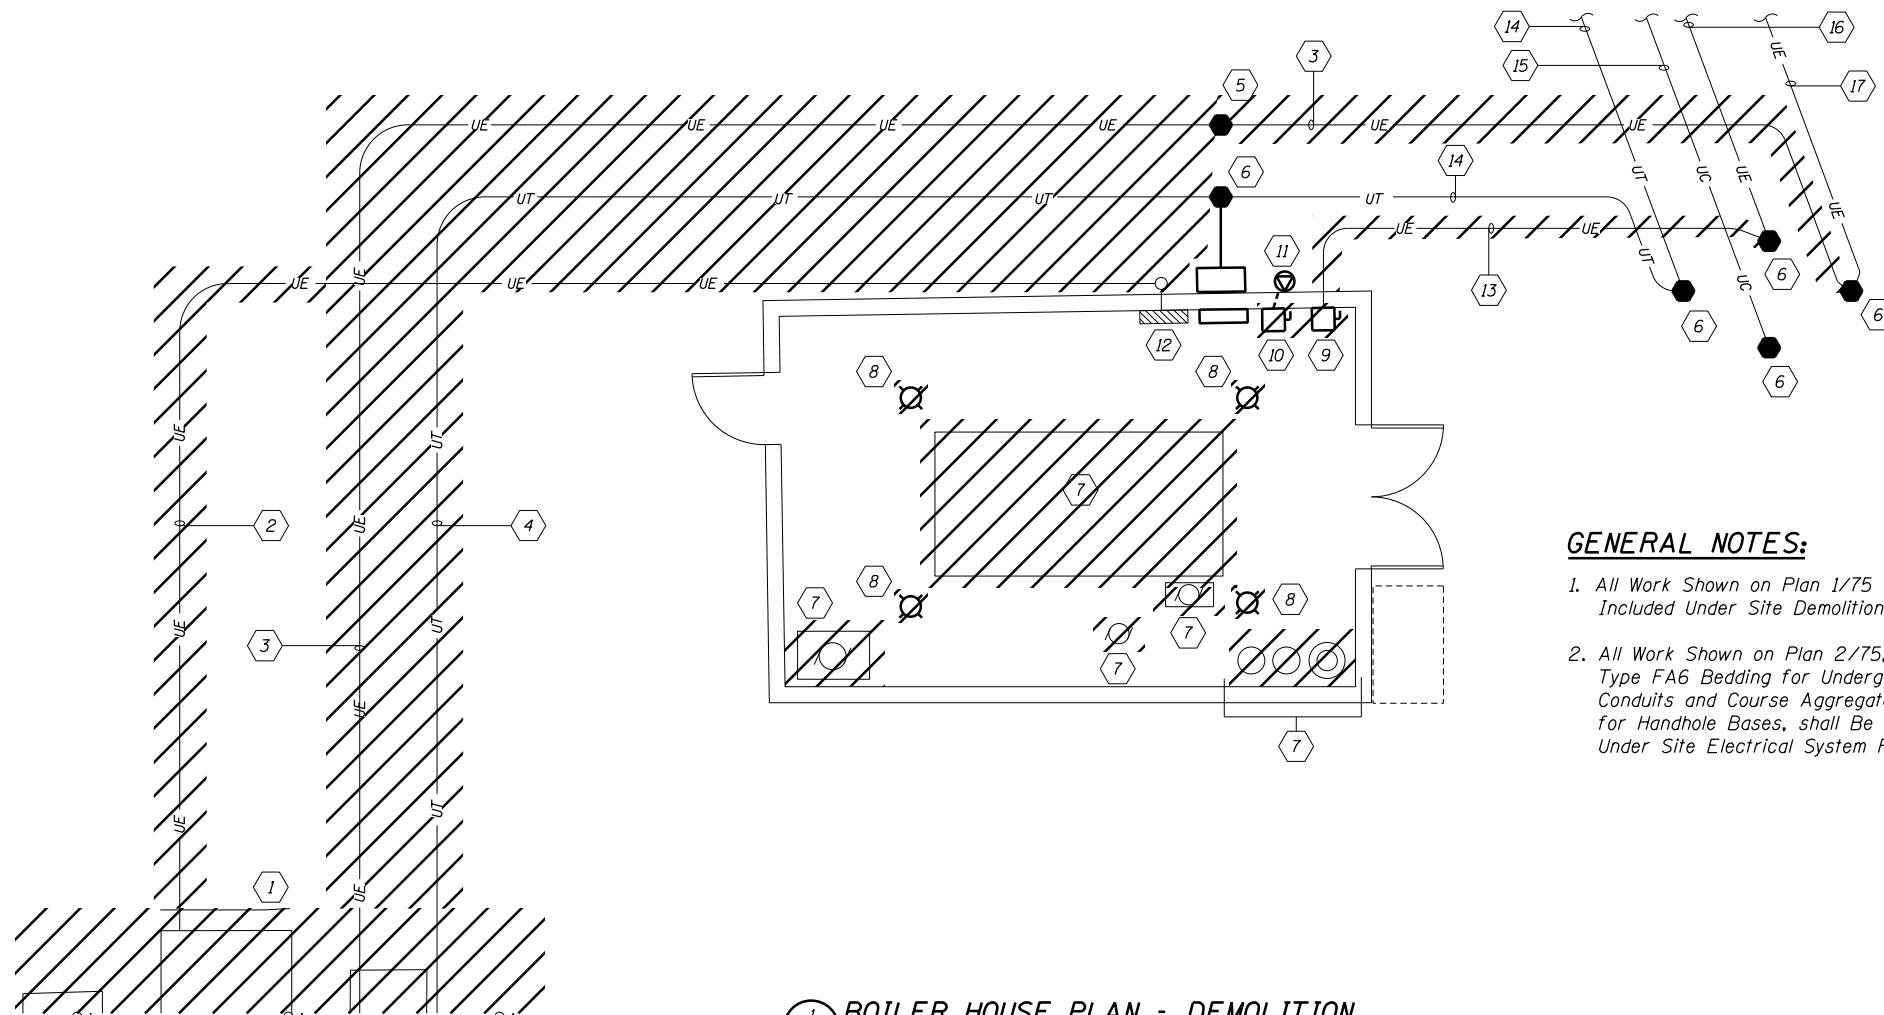 14
16
3
5
15
17
UE
UE UE UE UE UE UE
14
6
UT UT UT UT
UT UC UE
UE
UE UE
11
UT
6
UE
UE UE UE
13
UC
6
6
12 10 9
6
8 8
UE
UT
7
2 4
UE
GENERAL NOTES:
1. All Work Shown on Plan 1/75
Included Under Site Demolition
8
7 8
UE UT
7
3
7
2. All Work Shown on Plan 2/75,
Type FA6 Bedding for Underg
Conduits and Course Aggregat
for Handhole Bases, shall Be
Under Site Electrical System
UE
7
UE UT
1
UE
1 BOILER HOUSE PLAN - DEMOLITION